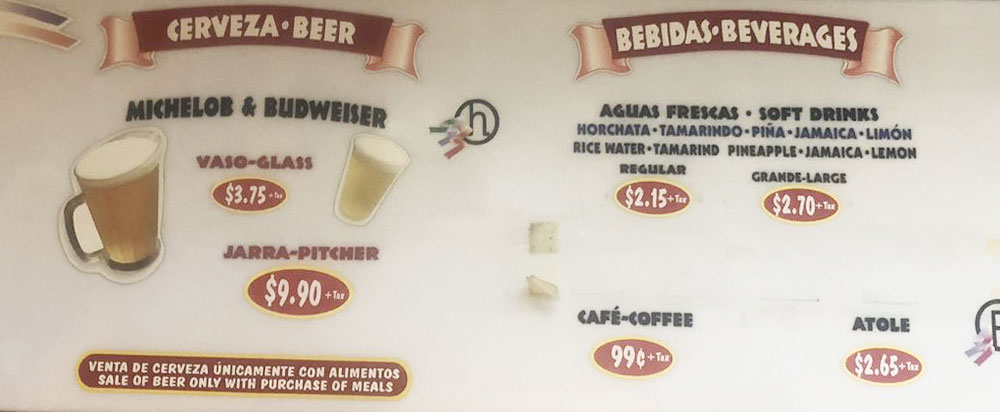 CERVEZA • BEER
MICHELOB & BUDWEISER
h
VASO-GLASS
$3.75 + Tax
JARRA-PITCHER
$9.90 + Tax
VENTA DE CERVEZA ÚNICAMENTE CON ALIMENTOS
SALE OF BEER ONLY WITH PURCHASE OF MEALS
BEBIDAS • BEVERAGES
AGUAS FRESCAS • SOFT DRINKS
HORCHATA • TAMARINDO • PIÑA • JAMAICA • LIMÓN
RICE WATER • TAMARIND PINEAPPLE • JAMAICA • LEMON
REGULAR
$2.15 + Tax
GRANDE-LARGE
$2.70 + Tax
CAFÉ-COFFEE
99¢ + Tax
ATOLE
$2.65 + Tax